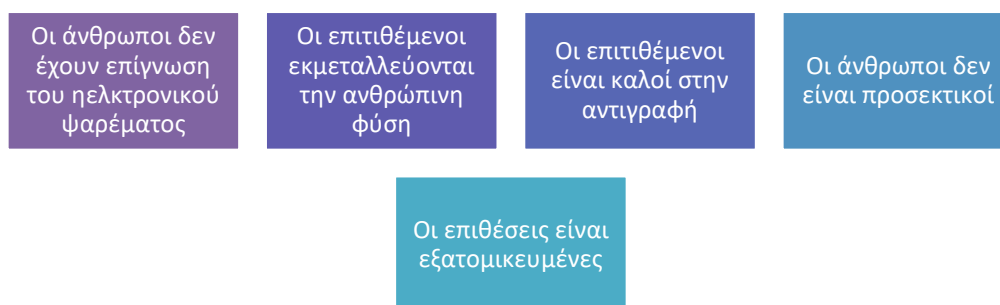 Οι άνθρωποι δεν
έχουν επίγνωση
του ηελκτρονικού
ψαρέματος
Οι επιτιθέμενοι
εκμεταλλεύονται
την ανθρώπινη
φύση
Οι επιτιθέμενοι
είναι καλοί στην
αντιγραφή
Οι άνθρωποι δεν
είναι προσεκτικοί
Οι επιθέσεις είναι
εξατομικευμένες